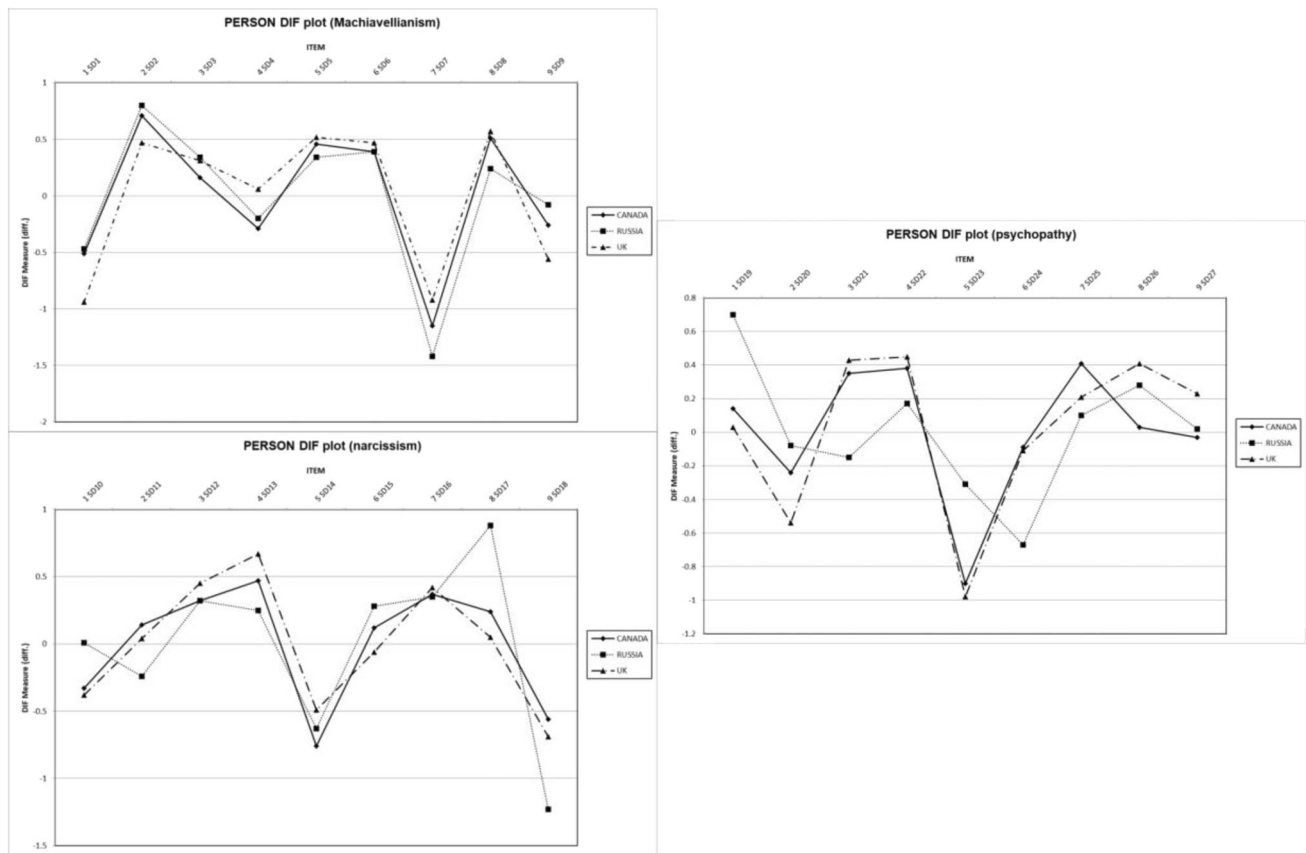 PERSON DIF plot (Machiavellianism)
ITEM
1 SD1 2 SD2 3 SD3 4 SD4 5 SD5 6 SD6 7 SD7 8 SD8 9 SD9
1
0.5
0
-0.5
-1
-1.5
-2
DIF Measure (diff.)
CANADA
RUSSIA
UK
PERSON DIF plot (narcissism)
ITEM
1 SD10 2 SD11 3 SD12 4 SD13 5 SD14 6 SD15 7 SD16 8 SD17 9 SD18
1
0.5
0
-0.5
-1
-1.5
DIF Measure (diff.)
CANADA
RUSSIA
UK
PERSON DIF plot (psychopathy)
ITEM
1 SD19 2 SD20 3 SD21 4 SD22 5 SD23 6 SD24 7 SD25 8 SD26 9 SD27
0.8
0.6
0.4
0.2
0
-0.2
-0.4
-0.6
-0.8
-1
-1.2
DIF Measure (diff.)
CANADA
RUSSIA
UK